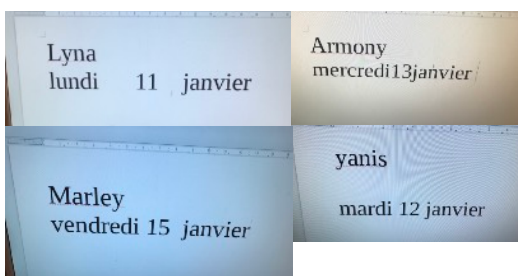 Lyna
lundi 11 janvier
Armony
mercredi13janvier
Marley
vendredi 15 janvier
yanis
mardi 12 janvier